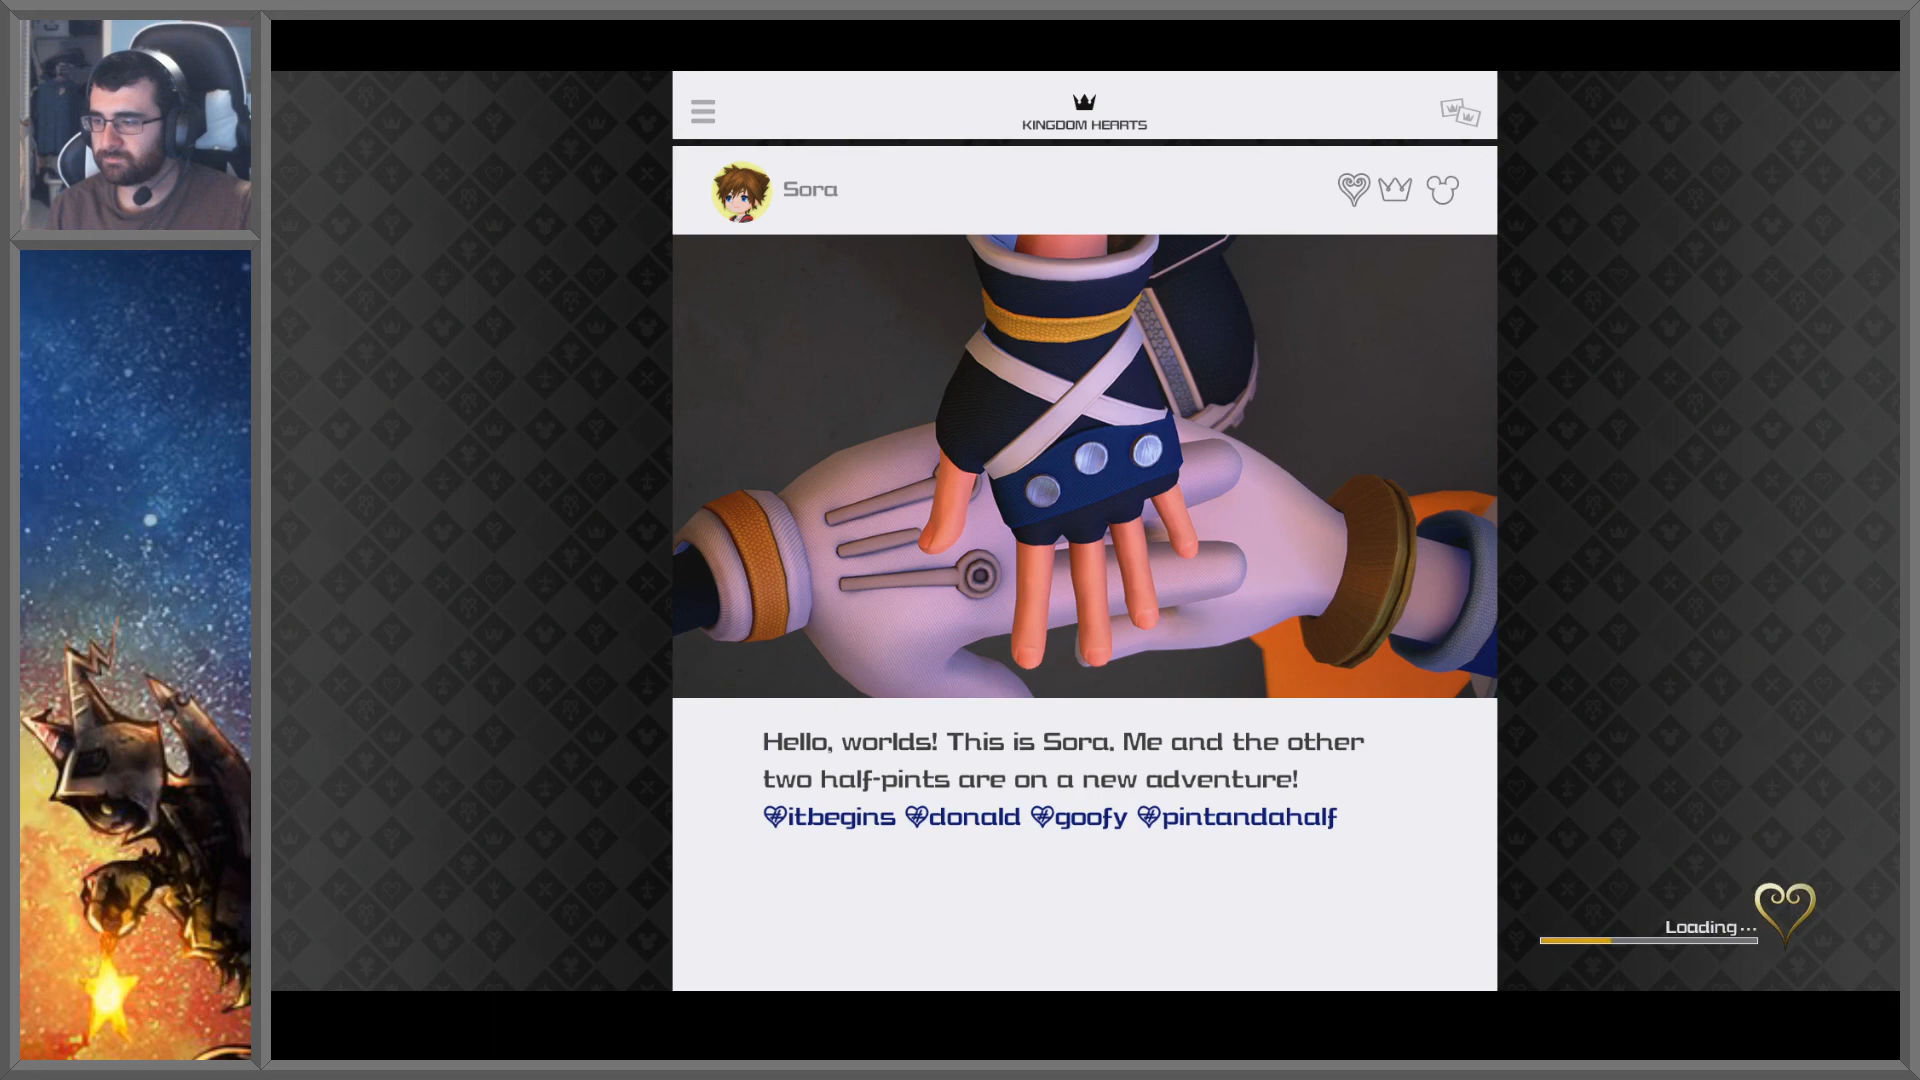 KINGDOM HEARTS
Sora
Hello, worlds! This is Sora. Me and the other
two half-pints are on a new adventure!
#itbegins #donald #goofy #pintandahalf
Loading...